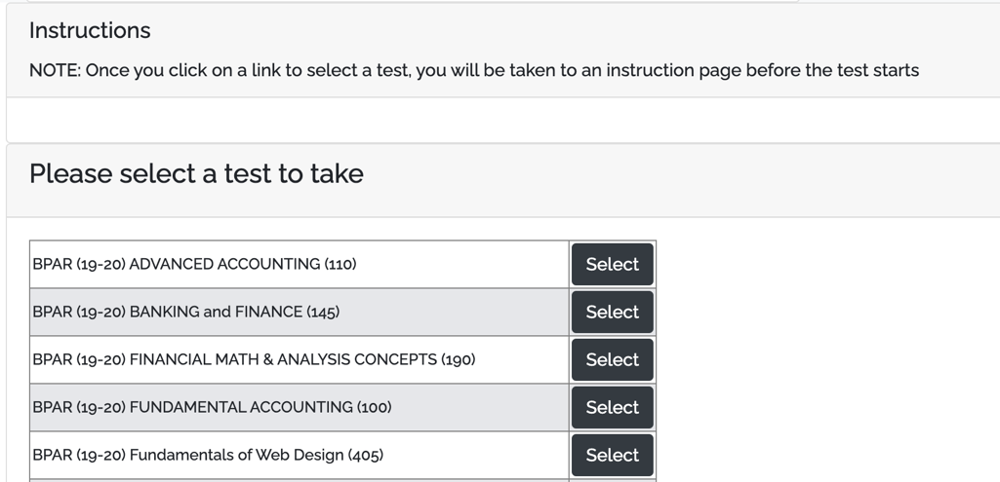 Instructions
NOTE: Once you click on a link to select a test, you will be taken to an instruction page before the test starts
Please select a test to take
BPAR (19-20) ADVANCED ACCOUNTING (110) Select
BPAR (19-20) BANKING and FINANCE (145) Select
BPAR (19-20) FINANCIAL MATH & ANALYSIS CONCEPTS (190) Select
BPAR (19-20) FUNDAMENTAL ACCOUNTING (100) Select
BPAR (19-20) Fundamentals of Web Design (405) Select